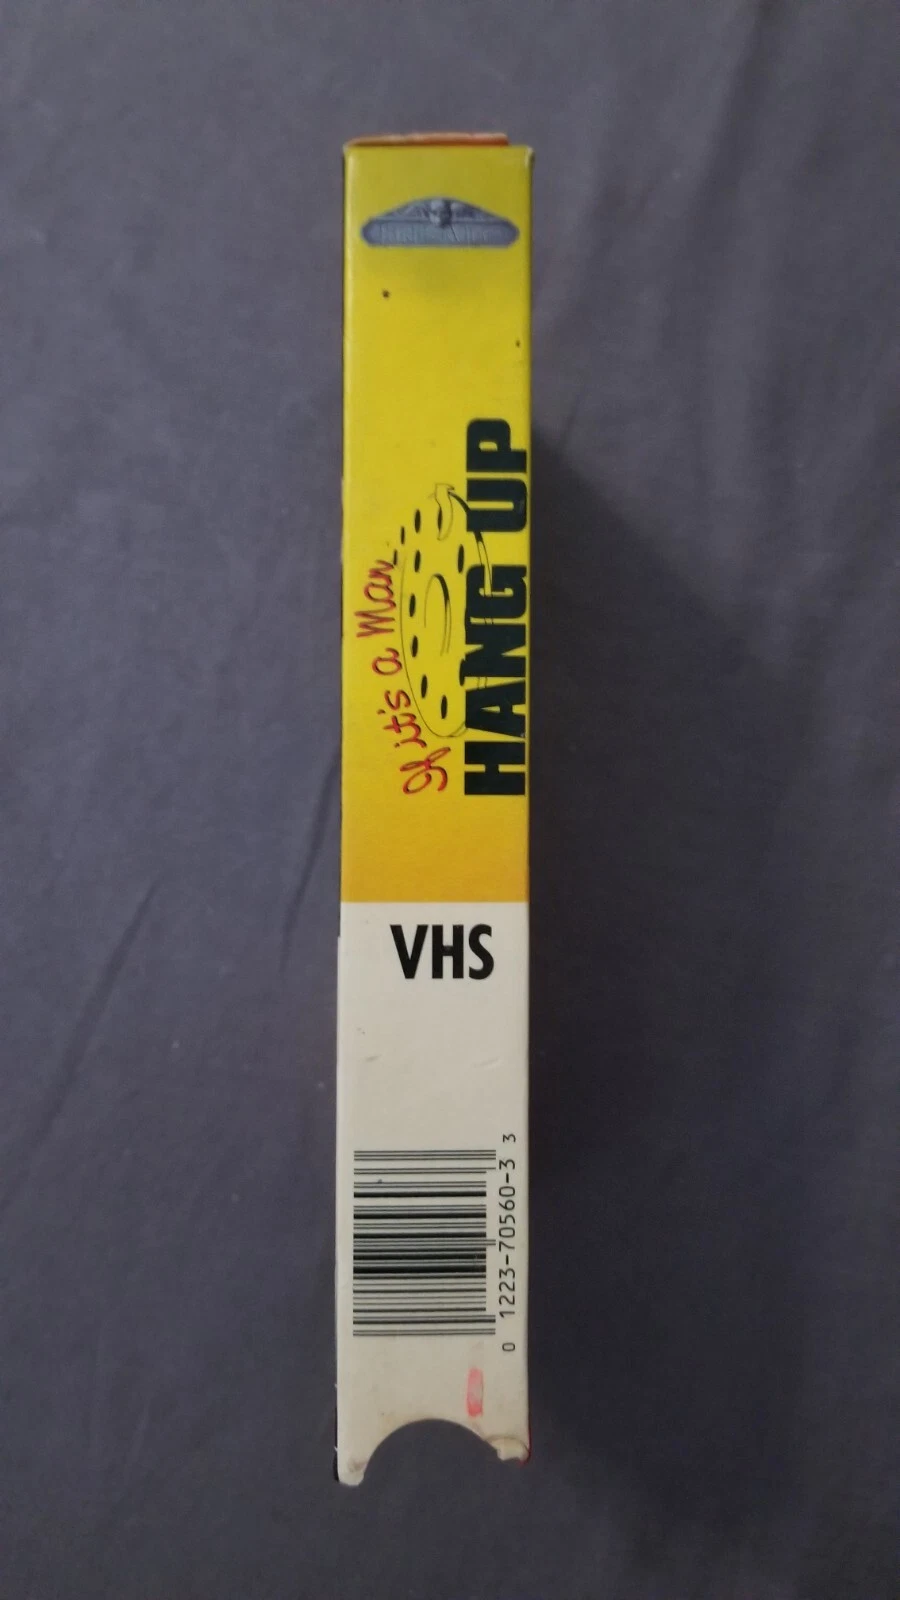 If it's a Man...
HANG UP
VHS
0 1223-70560-3 3